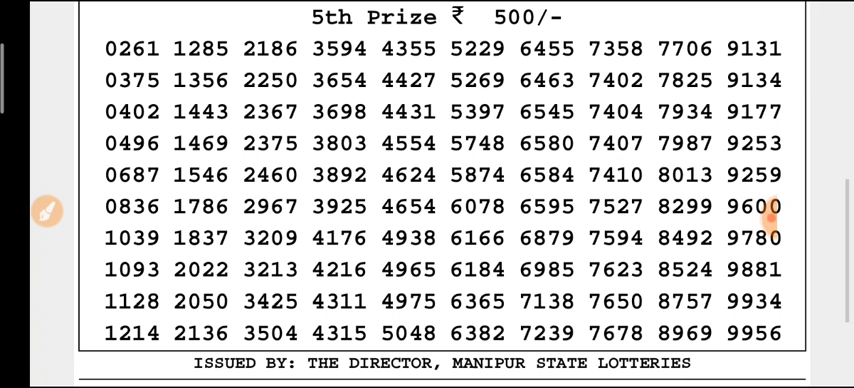 5th Prize ₹ 500/-
0261 1285 2186 3594 4355 5229 6455 7358 7706 9131
0375 1356 2250 3654 4427 5269 6463 7402 7825 9134
0402 1443 2367 3698 4431 5397 6545 7404 7934 9177
0496 1469 2375 3803 4554 5748 6580 7407 7987 9253
0687 1546 2460 3892 4624 5874 6584 7410 8013 9259
0836 1786 2967 3925 4654 6078 6595 7527 8299 9600
1039 1837 3209 4176 4938 6166 6879 7594 8492 9780
1093 2022 3213 4216 4965 6184 6985 7623 8524 9881
1128 2050 3425 4311 4975 6365 7138 7650 8757 9934
1214 2136 3504 4315 5048 6382 7239 7678 8969 9956
ISSUED BY: THE DIRECTOR, MANIPUR STATE LOTTERIES